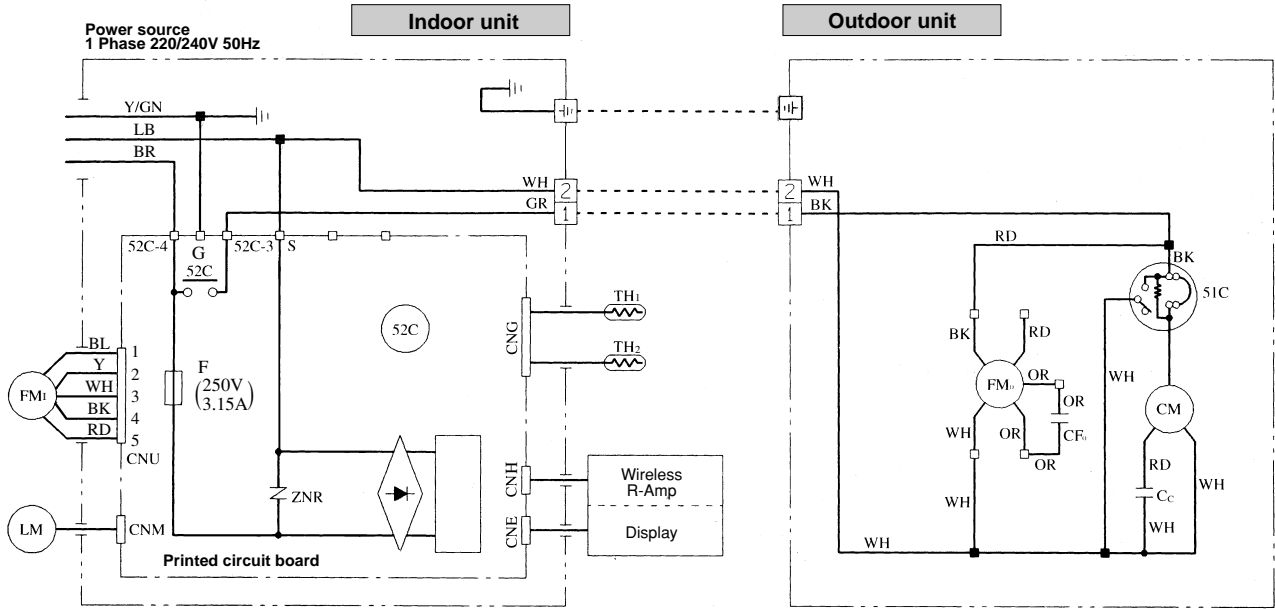 Indoor unit
Outdoor unit
Power source
1 Phase 220/240V 50Hz
Y/GN
LB
BR
WH
2
2
WH
GR
1
1
BK
RD
BK
52C-4
G
52C-3
S
52C
51C
52C
CNG
TH1
TH2
BK
RD
BL
1
Y
2
WH
3
BK
4
RD
5
FMI
CNU
F
(250V
3.15A)
FMO
OR
OR
OR
OR
CFO
WH
WH
WH
CM
RD
CC
WH
WH
WH
ZNR
CNH
Wireless
R-Amp
LM
CNM
CNE
Display
Printed circuit board